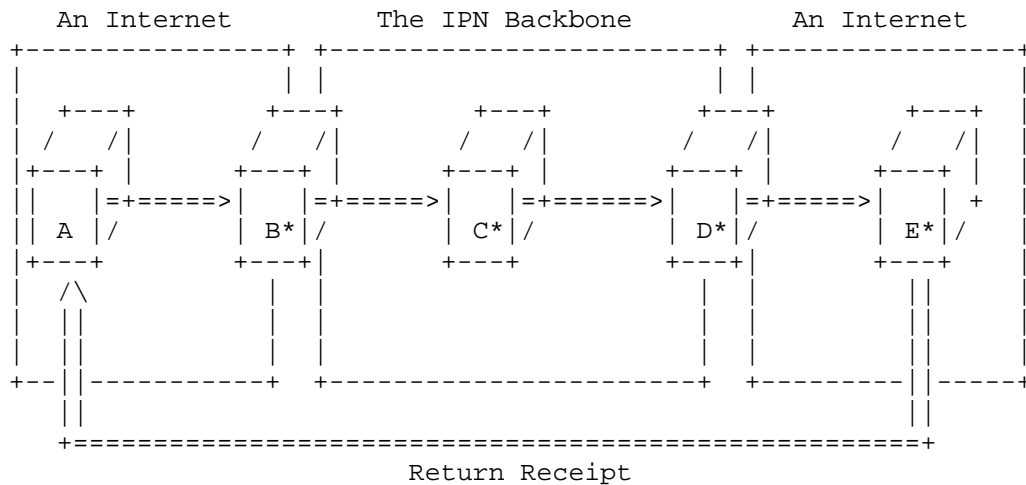 An Internet The IPN Backbone An Internet
A B* C* D* E*
Return Receipt